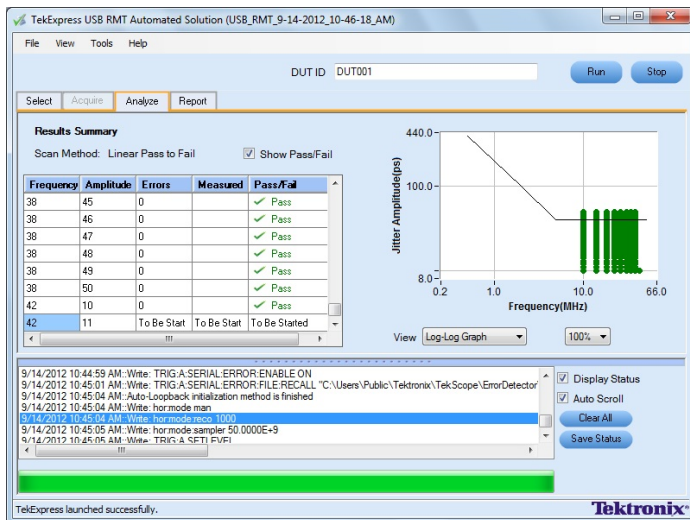 TekExpress USB RMT Automated Solution (USB_RMT_9-14-2012_10-46-18_AM)
File View Tools Help
DUT ID DUT001 Run Stop
Select Acquire Analyze Report
Results Summary
Scan Method: Linear Pass to Fail Show Pass/Fail
Frequency Amplitude Errors Measured Pass/Fail
38 45 0 Pass
38 46 0 Pass
38 47 0 Pass
38 48 0 Pass
38 49 0 Pass
38 50 0 Pass
42 10 0 Pass
42 11 To Be Start To Be Start To Be Started
440.0
100.0
8.0
Jitter Amplitude(ps)
0.2 1.0 10.0 66.0
Frequency(MHz)
View Log-Log Graph 100%
9/14/2012 10:44:59 AM::Write: TRIG:A:SERIAL:ERROR:ENABLE ON
9/14/2012 10:45:01 AM::Write: TRIG:A:SERIAL:ERROR:FILE:RECALL "C:\Users\Public\Tektronix\TekScope\ErrorDetector
9/14/2012 10:45:04 AM::Auto-Loopback initialization method is finished
9/14/2012 10:45:04 AM::Write: hor:mode man
9/14/2012 10:45:04 AM::Write: hor:mode:reco 1000
9/14/2012 10:45:05 AM::Write: hor:mode:sampler 50.0000E+9
9/14/2012 10:45:05 AM::Write: TRIG:A SETLEVEL
Display Status
Auto Scroll
Clear All
Save Status
TekExpress launched successfully.
Tektronix